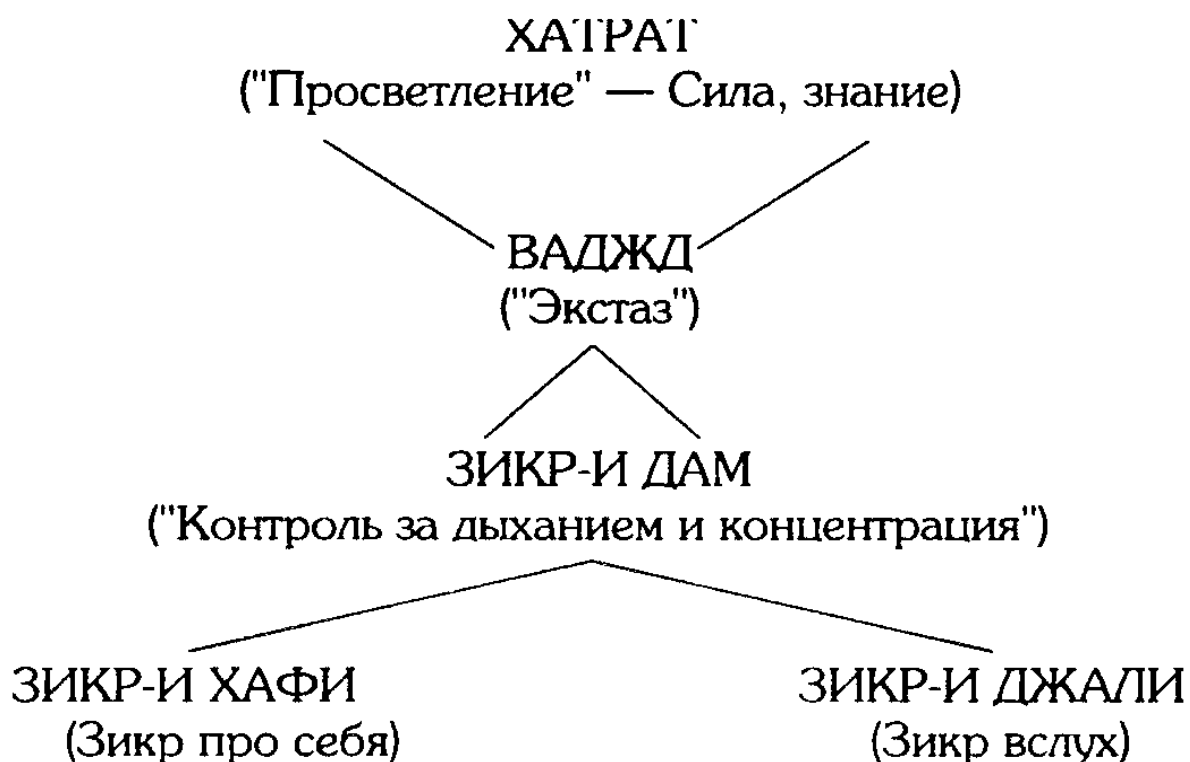 ХАТРАТ
("Просветление" — Сила, знание)
ВАДЖД
("Экстаз")
ЗИКР-И ДАМ
("Контроль за дыханием и концентрация")
ЗИКР-И ХАФИ
(Зикр про себя)
ЗИКР-И ДЖАЛИ
(Зикр вслух)